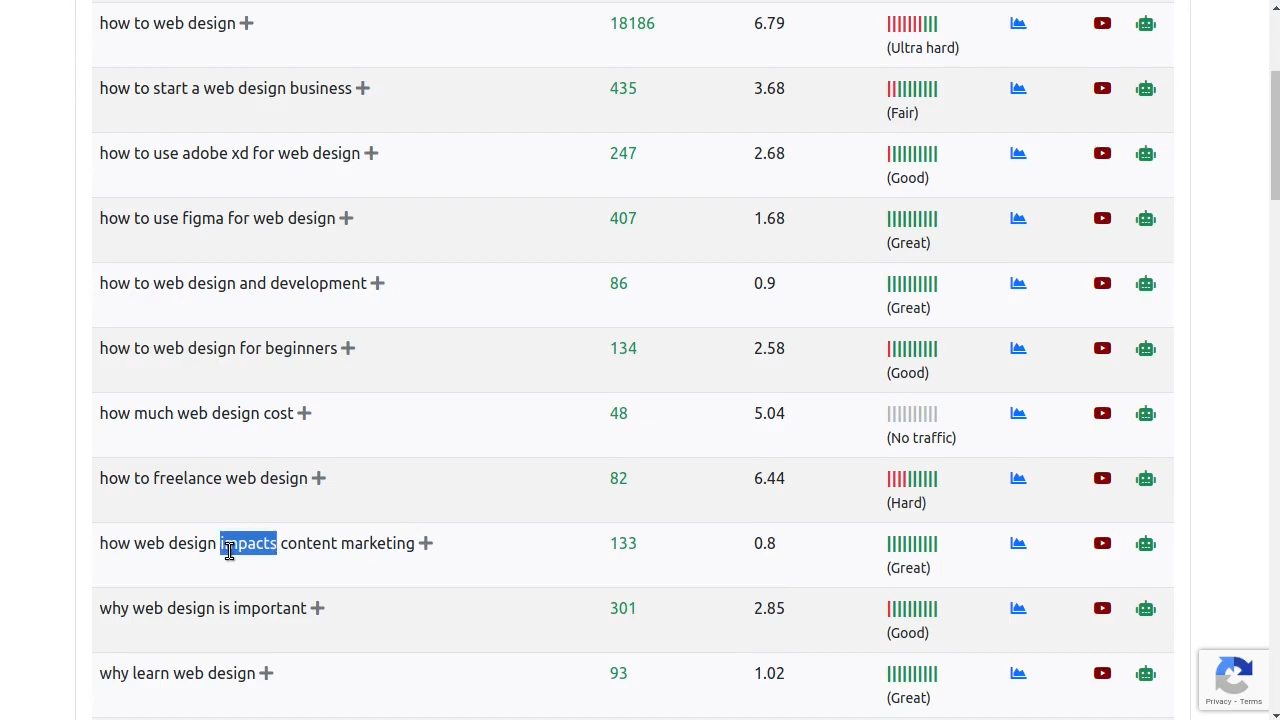 how to web design 18186 6.79
(Ultra hard)
how to start a web design business 435 3.68
(Fair)
how to use adobe xd for web design 247 2.68
(Good)
how to use figma for web design 407 1.68
(Great)
how to web design and development 86 0.9
(Great)
how to web design for beginners 134 2.58
(Good)
how much web design cost 48 5.04
(No traffic)
how to freelance web design 82 6.44
(Hard)
how web design impacts content marketing 133 0.8
(Great)
why web design is important 301 2.85
(Good)
why learn web design 93 1.02
(Great)
Privacy - Terms